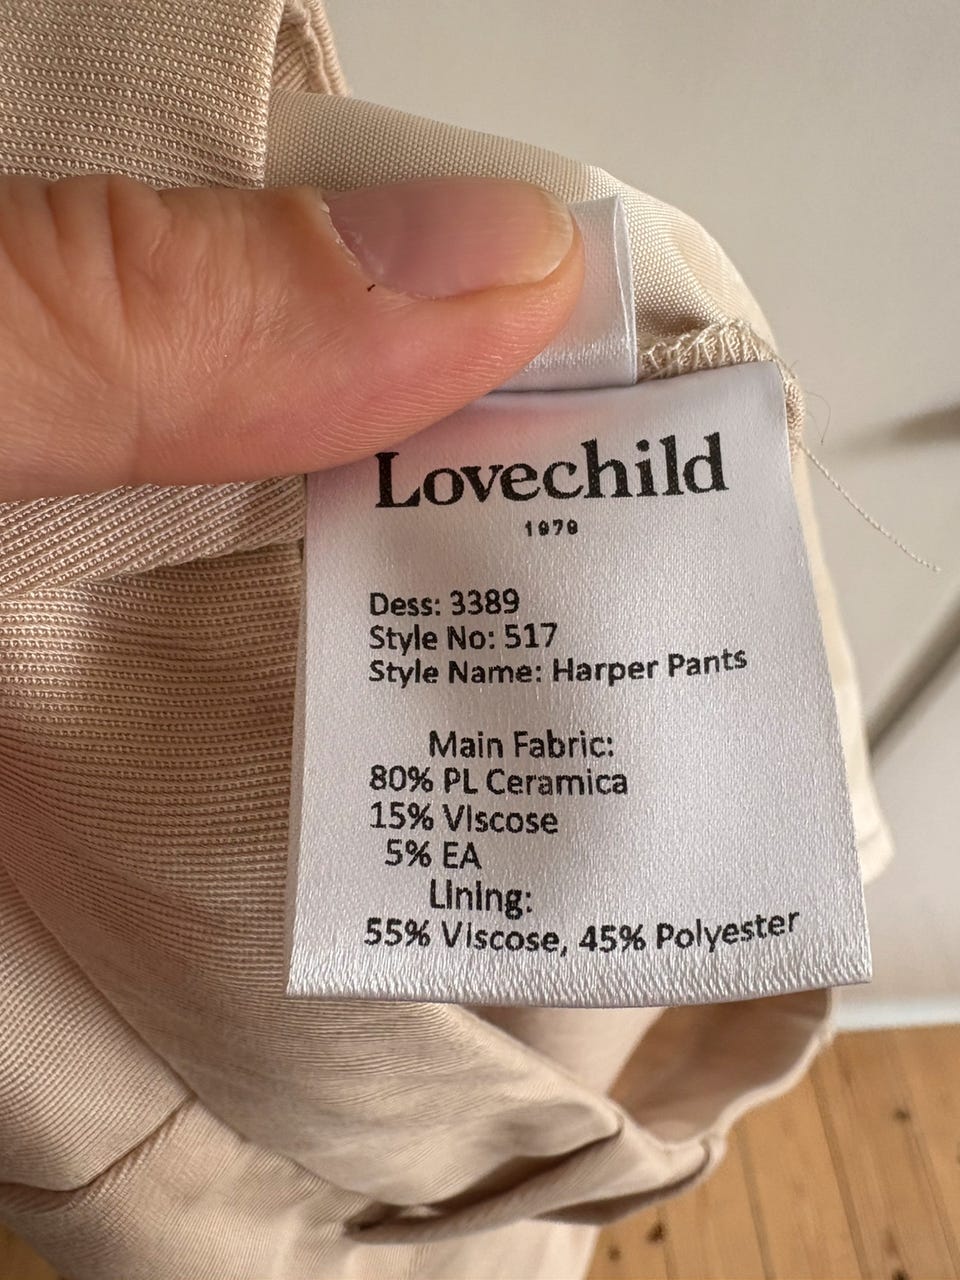 Lovechild
1979
Dess: 3389
Style No: 517
Style Name: Harper Pants
Main Fabric:
80% PL Ceramica
15% Viscose
5% EA
Lining:
55% Viscose, 45% Polyester